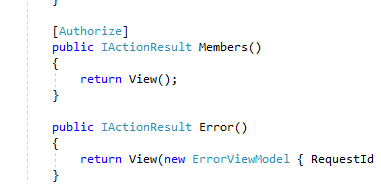 }
[Authorize]
public IActionResult Members()
{
return View();
}
public IActionResult Error()
{
return View(new ErrorViewModel { RequestId
}